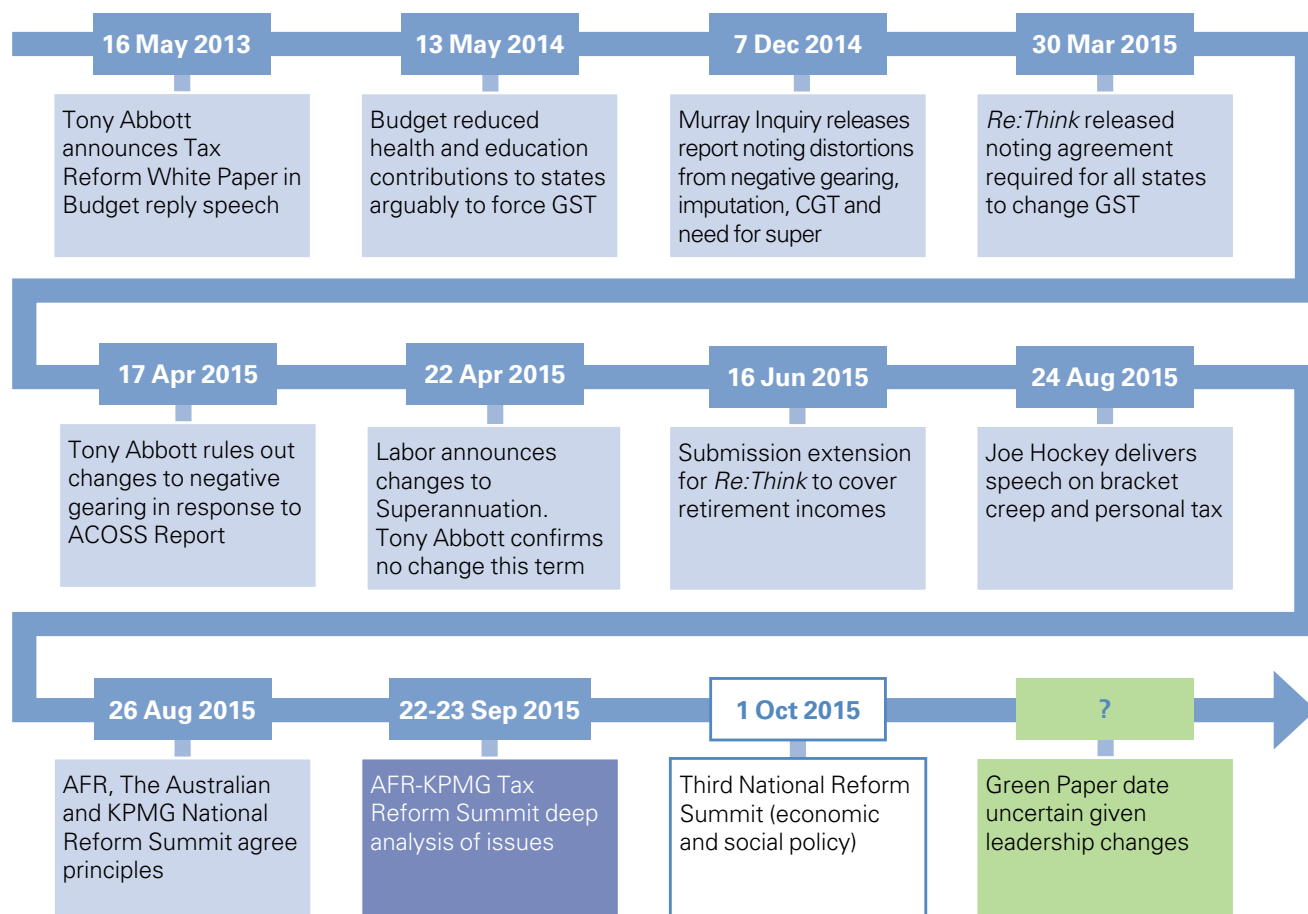 16 May 2013
Tony Abbott
announces Tax
Reform White Paper in
Budget reply speech
13 May 2014
Budget reduced
health and education
contributions to states
arguably to force GST
7 Dec 2014
Murray Inquiry releases
report noting distortions
from negative gearing,
imputation, CGT and
need for super
30 Mar 2015
Re:Think released
noting agreement
required for all states
to change GST
17 Apr 2015
Tony Abbott rules out
changes to negative
gearing in response to
ACOSS Report
22 Apr 2015
Labor announces
changes to
Superannuation.
Tony Abbott confirms
no change this term
16 Jun 2015
Submission extension
for Re:Think to cover
retirement incomes
24 Aug 2015
Joe Hockey delivers
speech on bracket
creep and personal tax
26 Aug 2015
AFR, The Australian
and KPMG National
Reform Summit agree
principles
22-23 Sep 2015
AFR-KPMG Tax
Reform Summit deep
analysis of issues
1 Oct 2015
Third National Reform
Summit (economic
and social policy)
?
Green Paper date
uncertain given
leadership changes